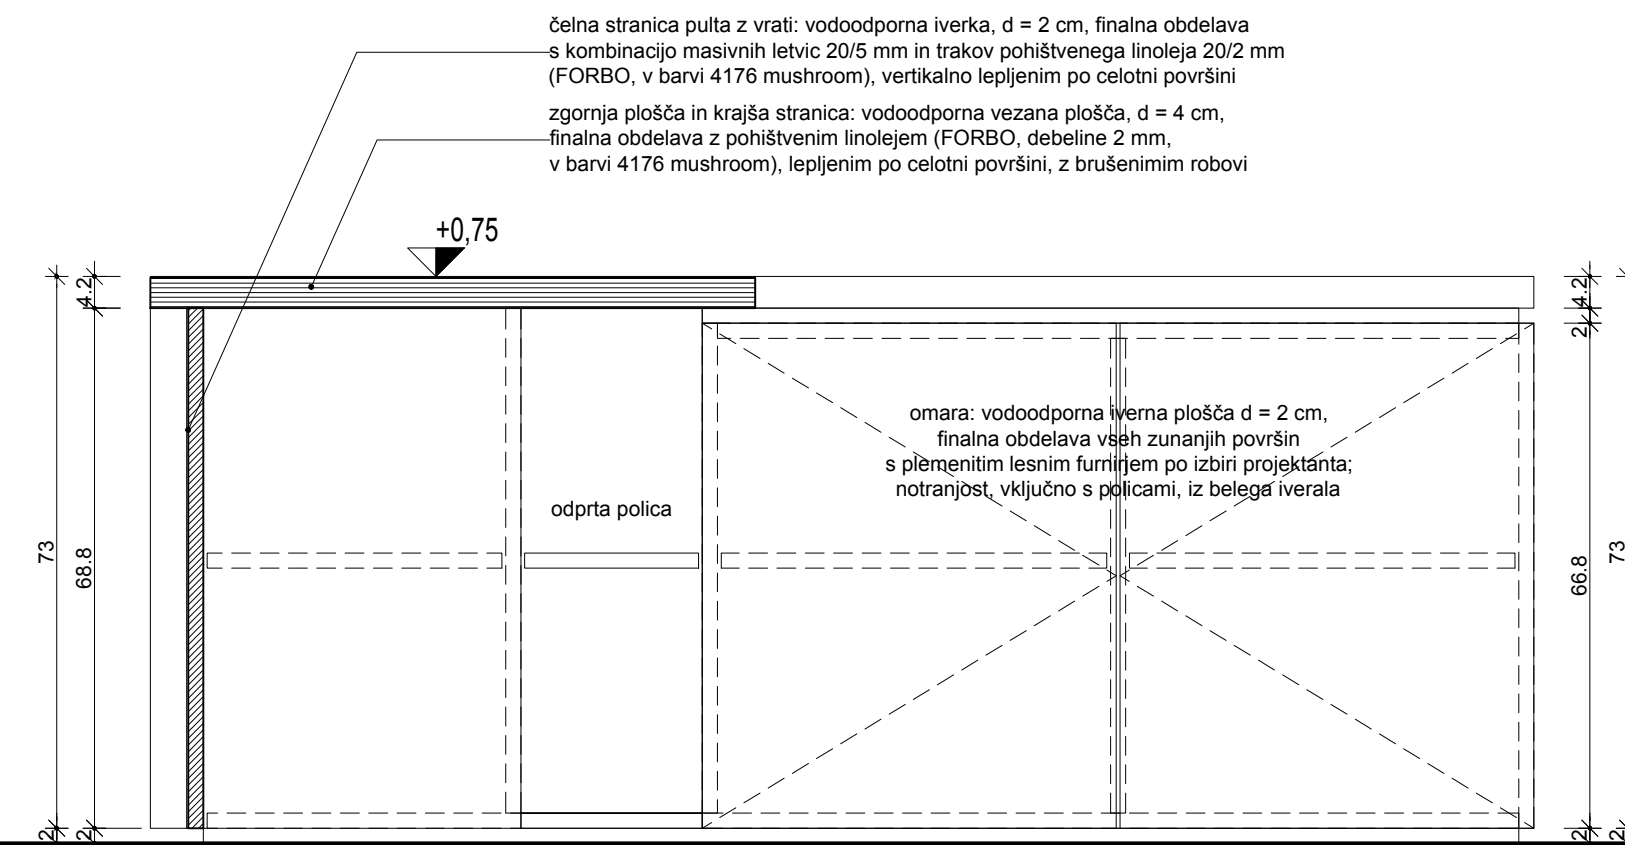 čelna stranica pulta z vrati: vodoodporna iverka, d = 2 cm, finalna obdelava
s kombinacijo masivnih letvic 20/5 mm in trakov pohištvenega linoleja 20/2 mm
(FORBO, v barvi 4176 mushroom), vertikalno lepljenim po celotni površini
zgornja plošča in krajša stranica: vodoodporna vezana plošča, d = 4 cm,
finalna obdelava z pohištvenim linolejem (FORBO, debeline 2 mm,
v barvi 4176 mushroom), lepljenim po celotni površini, z brušenimim robovi
+0,75
4.2
4.2
2
omara: vodoodporna iverna plošča d = 2 cm,
finalna obdelava vseh zunanjih površin
s plemenitim lesnim furnirjem po izbiri projektanta;
notranjost, vključno s policami, iz belega iverala
odprta polica
73
68.8
66.8
73
2
2
2
2